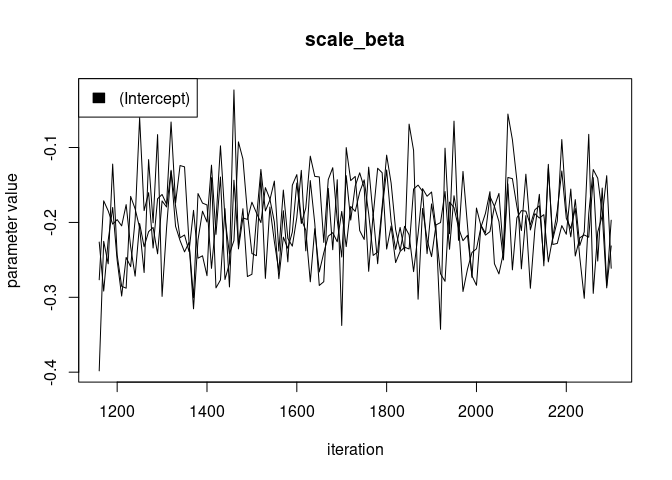 scale_beta
(Intercept)
parameter value
-0.1
-0.2
-0.3
-0.4
1200 1400 1600 1800 2000 2200
iteration